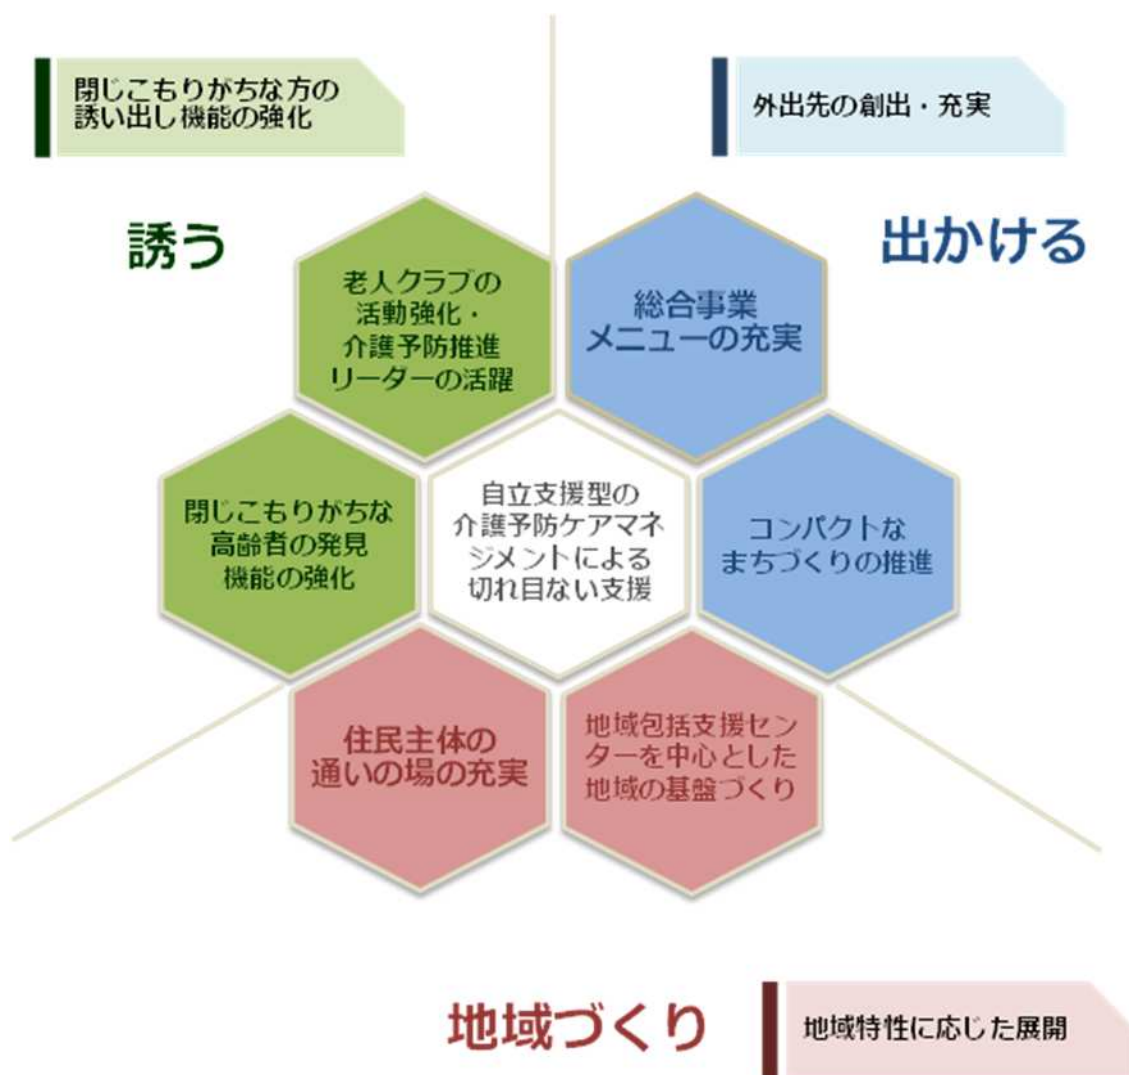 閉じこもりがちな方の
誘い出し機能の強化
外出先の創出・充実
誘う
出かける
老人クラブの
活動強化・
介護予防推進
リーダーの活躍
総合事業
メニューの充実
閉じこもりがちな
高齢者の発見
機能の強化
自立支援型の
介護予防ケアマネ
ジメントによる
切れ目ない支援
コンパクトな
まちづくりの推進
住民主体の
通いの場の充実
地域包括支援セン
ターを中心とした
地域の基盤づくり
地域づくり
地域特性に応じた展開